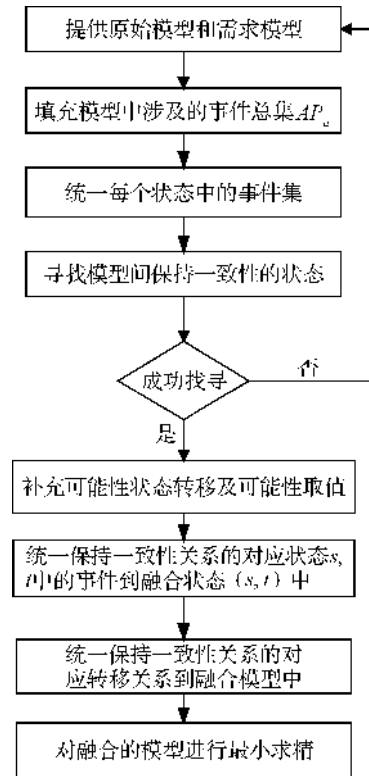 提供原始模型和需求模型
填充模型中涉及的事件总集APu
统一每个状态中的事件集
寻找模型间保持一致性的状态
成功找寻
否
是
补充可能性状态转移及可能性取值
统一保持一致性关系的对应状态s,
t中的事件到融合状态（s, t）中
统一保持一致性关系的对
应转移关系到融合模型中
对融合的模型进行最小求精